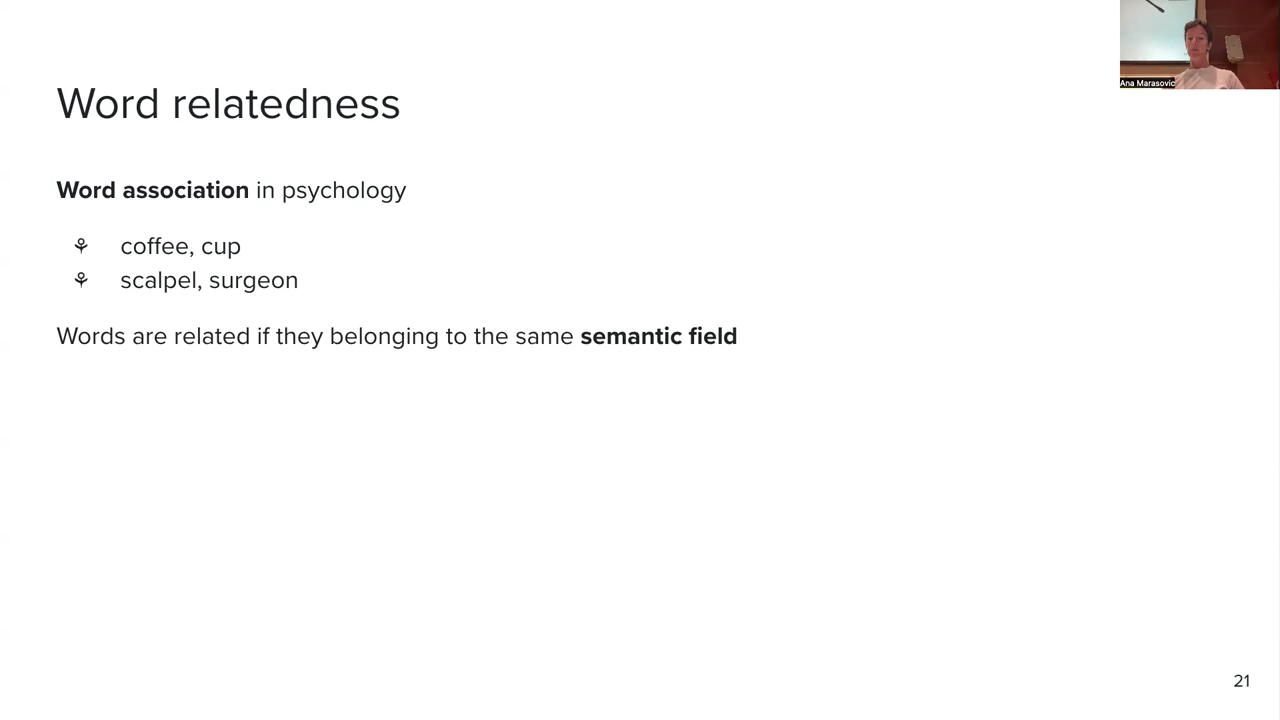 Ana Marasovic
Word relatedness
Word association in psychology
⚘ coffee, cup
⚘ scalpel, surgeon
Words are related if they belonging to the same semantic field
21